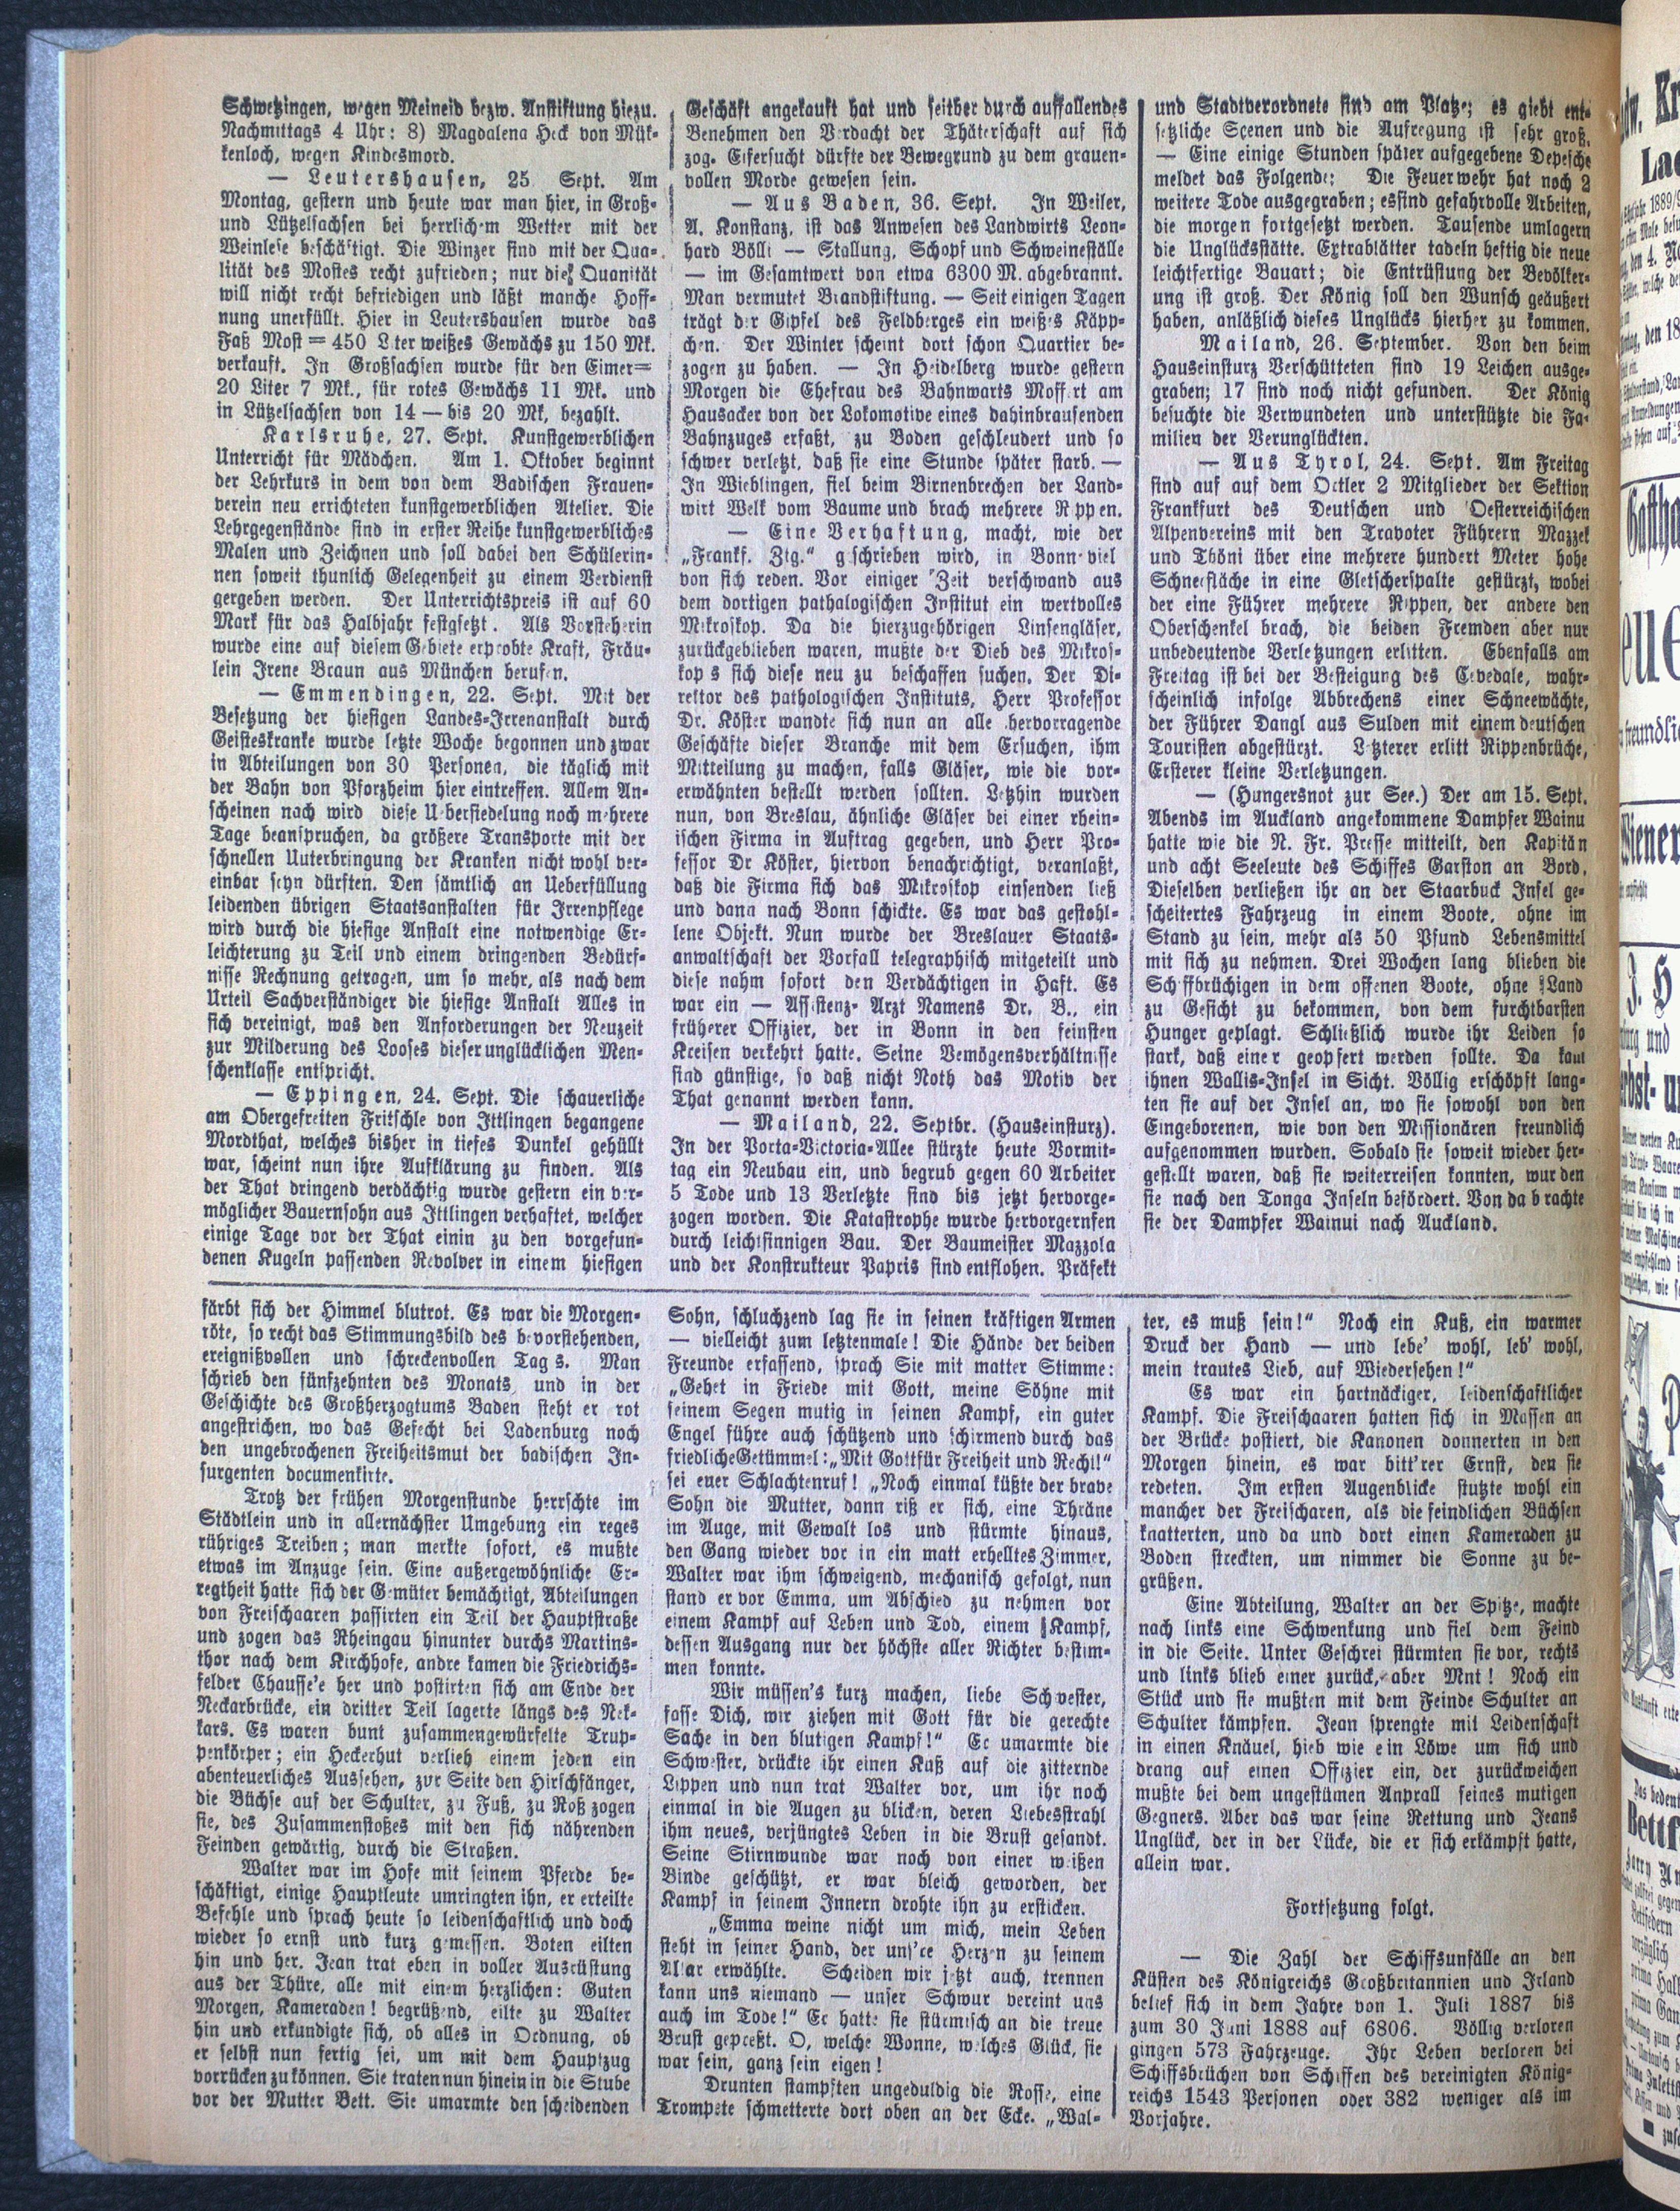 Schwetzingen, wegen Meineid bezw. Anstiftung hiezu.
Nachmittags 4 Uhr: 8) Magdalena Heck von Mük-
kenloch, wegen Kindesmord.
— Leutershausen, 25 Sept. Am
Montag, gestern und heute war man hier, in Groß-
und Lützelsachsen bei herrlichem Wetter mit der
Weinlese beschäftigt. Die Winzer sind mit der Qua-
lität des Mostes recht zufrieden; nur die Quanität
will nicht recht befriedigen und läßt manche Hoff-
nung unerfüllt. Hier in Leutershausen wurde das
Faß Most = 450 Liter weißes Gewächs zu 150 Mk.
verkauft. In Großsachsen wurde für den Eimer=
20 Liter 7 Mk., für rotes Gewächs 11 Mk. und
in Lützelsachsen von 14 — bis 20 Mk, bezahlt.
Karlsruhe, 27. Sept. Kunstgewerblichen
Unterricht für Mädchen. Am 1. Oktober beginnt
der Lehrkurs in dem von dem Badischen Frauen-
verein neu errichteten kunstgewerblichen Atelier. Die
Lehrgegenstände sind in erster Reihe kunstgewerbliches
Malen und Zeichnen und soll dabei den Schülerin-
nen soweit thunlich Gelegenheit zu einem Verdienst
gergeben werden. Der Unterrichtspreis ist auf 60
Mark für das Halbjahr festgsetzt. Als Vorsteherin
wurde eine auf diesem Gebiete erprobte Kraft, Fräu-
lein Irene Braun aus München berufen.
— Emmendingen, 22. Sept. Mit der
Besetzung der hiesigen Landes-Irrenanstalt durch
Geisteskranke wurde letzte Woche begonnen und zwar
in Abteilungen von 30 Personen, die täglich mit
der Bahn von Pforzheim hier eintreffen. Allem An-
scheinen nach wird diese Ueberfiedelung noch mehrere
Tage beanspruchen, da größere Transporte mit der
schnellen Uuterbringung der Kranken nicht wohl ver-
einbar seyn dürften. Den sämtlich an Ueberfüllung
leidenden übrigen Staatsanstalten für Irrenpflege
wird durch die hiesige Anstalt eine notwendige Er-
leichterung zu Teil und einem dringenden Bedürf-
nisse Rechnung getragen, um so mehr, als nach dem
Urteil Sachverständiger die hiesige Anstalt Alles in
sich vereinigt, was den Anforderungen der Neuzeit
zur Milderung des Looses dieser unglücklichen Men-
schenklasse entspricht.
— Eppingen, 24. Sept. Die schauerliche
am Obergefreiten Fritschle von Ittlingen begangene
Mordthat, welches bisher in tiefes Dunkel gehüllt
war, scheint nun ihre Aufklärung zu finden. Als
der That dringend verdächtig wurde gestern ein ver-
möglicher Bauernsohn aus Ittlingen verhaftet, welcher
einige Tage vor der That einin zu den vorgefun-
denen Kugeln passenden Revolver in einem hiesigen
Geschäft angekauft hat und seither durch auffallendes
Benehmen den Verdacht der Thäterschaft auf sich
zog. Eifersucht dürfte der Bewegrund zu dem grauen-
vollen Morde gewesen sein.
— Aus Baden, 36. Sept. In Weiler,
A. Konstanz, ist das Anwesen des Landwirts Leon-
hard Bölli — Stallung, Schopf und Schweineställe
— im Gesamtwert von etwa 6300 M. abgebrannt.
Man vermutet Brandstiftung. — Seit einigen Tagen
trägt der Gipfel des Feldberges ein weißes Käpp-
chen. Der Winter scheint dort schon Quartier be-
zogen zu haben. — In Heidelberg wurde gestern
Morgen die Ehefrau des Bahnwarts Moffert am
Hausacker von der Lokomotive eines dahinbrausenden
Bahnzuges erfaßt, zu Boden geschleudert und so
schwer verletzt, daß sie eine Stunde später starb. —
In Wieblingen, fiel beim Birnenbrechen der Land-
wirt Welk vom Baume und brach mehrere Rippen.
— Eine Verhaftung, macht, wie der
„Frankf. Ztg.“ geschrieben wird, in Bonn viel
von sich reden. Vor einiger Zeit verschwand aus
dem dortigen pathalogischen Institut ein wertvolles
Mikroskop. Da die hierzugehörigen Linsengläser,
zurückgeblieben waren, mußte der Dieb des Mikros-
kop s sich diese neu zu beschaffen suchen. Der Di-
rektor des pathologischen Instituts, Herr Professor
Dr. Köster wandte sich nun an alle hervorragende
Geschäfte dieser Branche mit dem Ersuchen, ihm
Mitteilung zu machen, falls Gläser, wie die vor-
erwähnten bestellt werden sollten. Letzhin wurden
nun, von Breslau, ähnliche Gläser bei einer rhein-
ischen Firma in Auftrag gegeben, und Herr Pro-
fessor Dr Köster, hiervon benachrichtigt, veranlaßt,
daß die Firma sich das Mikroskop einsenden ließ
und dana nach Bonn schickte. Es war das gestohl-
lene Objekt. Nun wurde der Breslauer Staats-
anwaltschaft der Vorfall telegraphisch mitgeteilt und
diese nahm sofort den Verdächtigen in Haft. Es
war ein — Assistenz- Arzt Namens Dr. B., ein
früherer Offizier, der in Bonn in den feinsten
Kreisen verkehrt hatte. Seine Vemögensverhältnisse
sind günstige, so daß nicht Noth das Motiv der
That genannt werden kann.
— Mailand, 22. Septbr. (Hauseinsturz).
In der Porta-Victoria-Allee stürzte heute Vormit-
tag ein Neubau ein, und begrub gegen 60 Arbeiter
5 Tode und 13 Verletzte sind bis jetzt hervorge-
zogen worden. Die Katastrophe wurde hervorgernfen
durch leichtsinnigen Bau. Der Baumeister Mazzola
und der Konstrukteur Papris sind entflohen. Präfekt
und Stadtverordnete sind am Platze; es giebt ent-
setzliche Scenen und die Aufregung ist sehr groß.
— Eine einige Stunden später aufgegebene Depesche
meldet das Folgende: Die Feuerwehr hat noch 2
weitere Tode ausgegraben; es sind gefahrvolle Arbeiten,
die morgen fortgesetzt werden. Tausende umlagern
die Unglücksstätte. Extrablätter tadeln heftig die neue
leichtfertige Bauart; die Entrüstung der Bevölker-
ung ist groß. Der König soll den Wunsch geäußert
haben, anläßlich dieses Unglücks hierher zu kommen.
Mailand, 26. September. Von den beim
Hauseinsturz Verschütteten sind 19 Leichen ausge-
graben; 17 sind noch nicht gefunden. Der König
besuchte die Verwundeten und unterstützte die Fa-
milien der Verunglückten.
— Aus Tyrol, 24. Sept. Am Freitag
sind auf auf dem Octler 2 Mitglieder der Sektion
Frankfurt des Deutschen und Oesterreichischen
Alpenvereins mit den Travoter Führern Mazzek
und Thöni über eine mehrere hundert Meter hohe
Schneefläche in eine Gletscherspalte gestürzt, wobei
der eine Führer mehrere Rippen, der andere den
Oberschenkel brach, die beiden Fremden aber nur
unbedeutende Verletzungen erlitten. Ebenfalls am
Freitag ist bei der Besteigung des Cevedale, wahr-
scheinlich infolge Abbrechens einer Schneewächte,
der Führer Dangl aus Sulden mit einem deutschen
Touristen abgestürzt. Letzterer erlitt Rippenbrüche,
Ersterer kleine Verletzungen.
— (Hungersnot zur See.) Der am 15. Sept.
Abends im Auckland angekommene Dampfer Wainu
hatte wie die N. Fr. Presse mitteilt, den Kapitän
und acht Seeleute des Schiffes Garston an Bord.
Dieselben verließen ihr an der Staarbuck Insel ge-
scheitertes Fahrzeug in einem Boote, ohne im
Stand zu sein, mehr als 50 Pfund Lebensmittel
mit sich zu nehmen. Drei Wochen lang blieben die
Schiffbrüchigen in dem offenen Boote, ohne Land
zu Gesicht zu bekommen, von dem furchtbarsten
Hunger geplagt. Schließlich wurde ihr Leiden so
stark, daß einer geopfert werden sollte. Da kam
ihnen Wallis-Insel in Sicht. Völlig erschöpft lang-
ten sie auf der Insel an, wo sie sowohl von den
Eingeborenen, wie von den Missionären freundlich
aufgenommen wurden. Sobald sie soweit wieder her-
gestellt waren, daß sie weiterreisen konnten, wurden
sie nach den Tonga Inseln befördert. Von da brachte
sie der Dampfer Wainui nach Auckland.
färbt sich der Himmel blutrot. Es war die Morgen-
röte, so recht das Stimmungsbild des bevorstehenden,
ereignißvollen und schreckenvollen Tag s. Man
schrieb den fünfzehnten des Monats und in der
Geschichte des Großherzogtums Baden steht er rot
angestrichen, wo das Gefecht bei Ladenburg noch
den ungebrochenen Freiheitsmut der badischen In-
surgenten documentirte.
Trotz der frühen Morgenstunde herrschte im
Städtlein und in allernächster Umgebung ein reges
rühriges Treiben; man merkte sofort, es mußte
etwas im Anzuge sein. Eine außergewöhnliche Er-
regtheit hatte sich der Gemüter bemächtigt, Abteilungen
von Freischaaren passirten ein Teil der Hauptstraße
und zogen das Rheingau hinunter durchs Martins-
thor nach dem Kirchhofe, andre kamen die Friedrichs-
felder Chausse'e her und postirten sich am Ende der
Neckarbrücke, ein dritter Teil lagerte längs des Nek-
kars. Es waren bunt zusammengewürfelte Trup-
penkörper; ein Heckerhut verlieh einem jeden ein
abenteuerliches Aussehen, zur Seite den Hirschfänger,
die Büchse auf der Schulter, zu Fuß, zu Roß zogen
sie, des Zusammenstoßes mit den sich nährenden
Feinden gewärtig, durch die Straßen.
Walter war im Hofe mit seinem Pferde be-
schäftigt, einige Hauptleute umringten ihn, er erteilte
Befehle und sprach heute so leidenschaftlich und doch
wieder so ernst und kurz gemessen. Boten eilten
hin und her. Jean trat eben in voller Ausrüstung
aus der Thüre, alle mit einem herzlichen: Guten
Morgen, Kameraden! begrüßend, eilte zu Walter
hin und erkundigte sich, ob alles in Ordnung, ob
er selbst nun fertig sei, um mit dem Hauptzug
vorrücken zu können. Sie traten nun hinein in die Stube
vor der Mutter Bett. Sie umarmte den scheidenden
Sohn, schluchzend lag sie in seinen kräftigen Armen
— vielleicht zum letztenmale! Die Hände der beiden
Freunde erfassend, sprach Sie mit matter Stimme:
„Gehet in Friede mit Gott, meine Söhne mit
seinem Segen mutig in seinen Kampf, ein guter
Engel führe auch schützend und schirmend durch das
friedliche Getümmel: „Mit Gott für Freiheit und Recht!“
sei euer Schlachtenruf! „Noch einmal küßte der brave
Sohn die Mutter, dann riß er sich, eine Thräne
im Auge, mit Gewalt los und stürmte hinaus,
den Gang wieder vor in ein matt erhelltes Zimmer,
Walter war ihm schweigend, mechanisch gefolgt, nun
stand er vor Emma, um Abschied zu nehmen vor
einem Kampf auf Leben und Tod, einem Kampf,
dessen Ausgang nur der höchste aller Richter bestim-
men konnte.
Wir müssen's kurz machen, liebe Schwester,
fasse Dich, wir ziehen mit Gott für die gerechte
Sache in den blutigen Kampf!“ Er umarmte die
Schwester, drückte ihr einen Kaß auf die zitternde
Lippen und nun trat Walter vor, um ihr noch
einmal in die Augen zu blicken, deren Liebesstrahl
ihm neues, verjüngtes Leben in die Brust gesandt.
Seine Stirnwunde war noch von einer weißen
Binde geschützt, er war bleich geworden, der
Kampf in seinem Innern drohte ihn zu ersticken.
„Emma weine nicht um mich, mein Leben
steht in seiner Hand, der uns're Herzen zu seinem
Altar erwählte. Scheiden wir jetzt auch, trennen
kann uns niemand — unser Schwur vereint uns
auch im Tode!“ Er hatte sie stürmisch an die treue
Brust gepreßt. O, welche Wonne, welches Glück, sie
war sein, ganz sein eigen!
Drunten stampften ungeduldig die Rosse, eine
Trompete schmetterte dort oben an der Ecke. „Wal-
ter, es muß sein!“ Noch ein Kuß, ein warmer
Druck der Hand — und lebe' wohl, leb' wohl,
mein trautes Lieb, auf Wiedersehen!“
Es war ein hartnäckiger, leidenschaftlicher
Kampf. Die Freischaaren hatten sich in Massen an
der Brücke postiert, die Kanonen donnerten in den
Morgen hinein, es war bitt'rer Ernst, den sie
redeten. Im ersten Augenblicke stutzte wohl ein
mancher der Freischaren, als die feindlichen Büchsen
knatterten, und da und dort einen Kameraden zu
Boden streckten, um nimmer die Sonne zu be-
grüßen.
Eine Abteilung, Walter an der Spitze, machte
nach links eine Schwenkung und fiel dem Feind
in die Seite. Unter Geschrei stürmten sie vor, rechts
und links blieb einer zurück, aber Mnt! Noch ein
Stück und sie mußten mit dem Feinde Schulter an
Schulter kämpfen. Jean sprengte mit Leidenschaft
in einen Knäuel, hieb wie ein Löwe um sich und
drang auf einen Offizier ein, der zurückweichen
mußte bei dem ungestümen Anprall seines mutigen
Gegners. Aber das war seine Rettung und Jeans
Unglück, der in der Lücke, die er sich erkämpft hatte,
allein war.
Fortsetzung folgt.
— Die Zahl der Schiffsunfälle an den
Küsten des Königreichs Großbritannien und Irland
belief sich in dem Jahre von 1. Juli 1887 bis
zum 30 Juni 1888 auf 6806. Völlig verloren
gingen 573 Fahrzeuge. Ihr Leben verloren bei
Schiffsbrüchen von Schiffen des vereinigten König-
reichs 1543 Personen oder 382 weniger als im
Vorjahre.